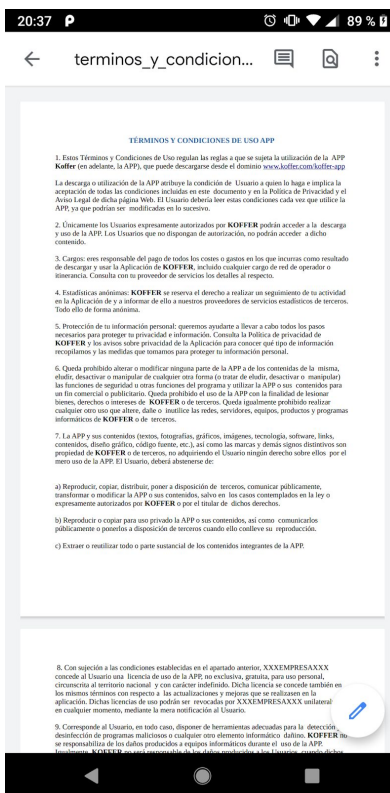 20:37
89 %
terminos_y_condicion...
TÉRMINOS Y CONDICIONES DE USO APP
1. Estos Términos y Condiciones de Uso regulan las reglas a que se sujeta la utilización de la APP
Koffer (en adelante, la APP), que puede descargarse desde el dominio www.koffer.com/koffer-app
La descarga o utilización de la APP atribuye la condición de Usuario a quien lo haga e implica la
aceptación de todas las condiciones incluidas en este documento y en la Política de Privacidad y el
Aviso Legal de dicha página Web. El Usuario debería leer estas condiciones cada vez que utilice la
APP, ya que podrían ser modificadas en lo sucesivo.
2. Únicamente los Usuarios expresamente autorizados por KOFFER podrán acceder a la descarga
y uso de la APP. Los Usuarios que no dispongan de autorización, no podrán acceder a dicho
contenido.
3. Cargos: eres responsable del pago de todos los costes o gastos en los que incurras como resultado
de descargar y usar la Aplicación de KOFFER, incluido cualquier cargo de red de operador o
itinerancia. Consulta con tu proveedor de servicios los detalles al respecto.
4. Estadísticas anónimas: KOFFER se reserva el derecho a realizar un seguimiento de tu actividad
en la Aplicación de y a informar de ello a nuestros proveedores de servicios estadísticos de terceros.
Todo ello de forma anónima.
5. Protección de tu información personal: queremos ayudarte a llevar a cabo todos los pasos
necesarios para proteger tu privacidad e información. Consulta la Política de privacidad de
KOFFER y los avisos sobre privacidad de la Aplicación para conocer qué tipo de información
recopilamos y las medidas que tomamos para proteger tu información personal.
6. Queda prohibido alterar o modificar ninguna parte de la APP a de los contenidas de la misma,
eludir, desactivar o manipular de cualquier otra forma (o tratar de eludir, desactivar o manipular)
las funciones de seguridad u otras funciones del programa y utilizar la APP o sus contenidos para
un fin comercial o publicitario. Queda prohibido el uso de la APP con la finalidad de lesionar
bienes, derechos o intereses de KOFFER o de terceros. Queda igualmente prohibido realizar
cualquier otro uso que altere, dañe o inutilice las redes, servidores, equipos, productos y programas
informáticos de KOFFER o de terceros.
7. La APP y sus contenidos (textos, fotografías, gráficos, imágenes, tecnología, software, links,
contenidos, diseño gráfico, código fuente, etc.), así como las marcas y demás signos distintivos son
propiedad de KOFFER o de terceros, no adquiriendo el Usuario ningún derecho sobre ellos por el
mero uso de la APP. El Usuario, deberá abstenerse de:
a) Reproducir, copiar, distribuir, poner a disposición de terceros, comunicar públicamente,
transformar o modificar la APP o sus contenidos, salvo en los casos contemplados en la ley o
expresamente autorizados por KOFFER o por el titular de dichos derechos.
b) Reproducir o copiar para uso privado la APP o sus contenidos, así como comunicarlos
públicamente o ponerlos a disposición de terceros cuando ello conlleve su reproducción.
c) Extraer o reutilizar todo o parte sustancial de los contenidos integrantes de la APP.
8. Con sujeción a las condiciones establecidas en el apartado anterior, XXXEMPRESAXXX
concede al Usuario una licencia de uso de la APP, no exclusiva, gratuita, para uso personal,
circunscrita al territorio nacional y con carácter indefinido. Dicha licencia se concede también en
los mismos términos con respecto a las actualizaciones y mejoras que se realizasen en la
aplicación. Dichas licencias de uso podrán ser revocadas por XXXEMPRESAXXX unilateral
en cualquier momento, mediante la mera notificación al Usuario.
9. Corresponde al Usuario, en todo caso, disponer de herramientas adecuadas para la detección
desinfección de programas maliciosos o cualquier otro elemento informático dañino. KOFFER no
se responsabiliza de los daños producidos a equipos informáticos durante el uso de la APP.
Igualmente, KOFFER no será responsable de los daños producidos a los Usuarios cuando dichos